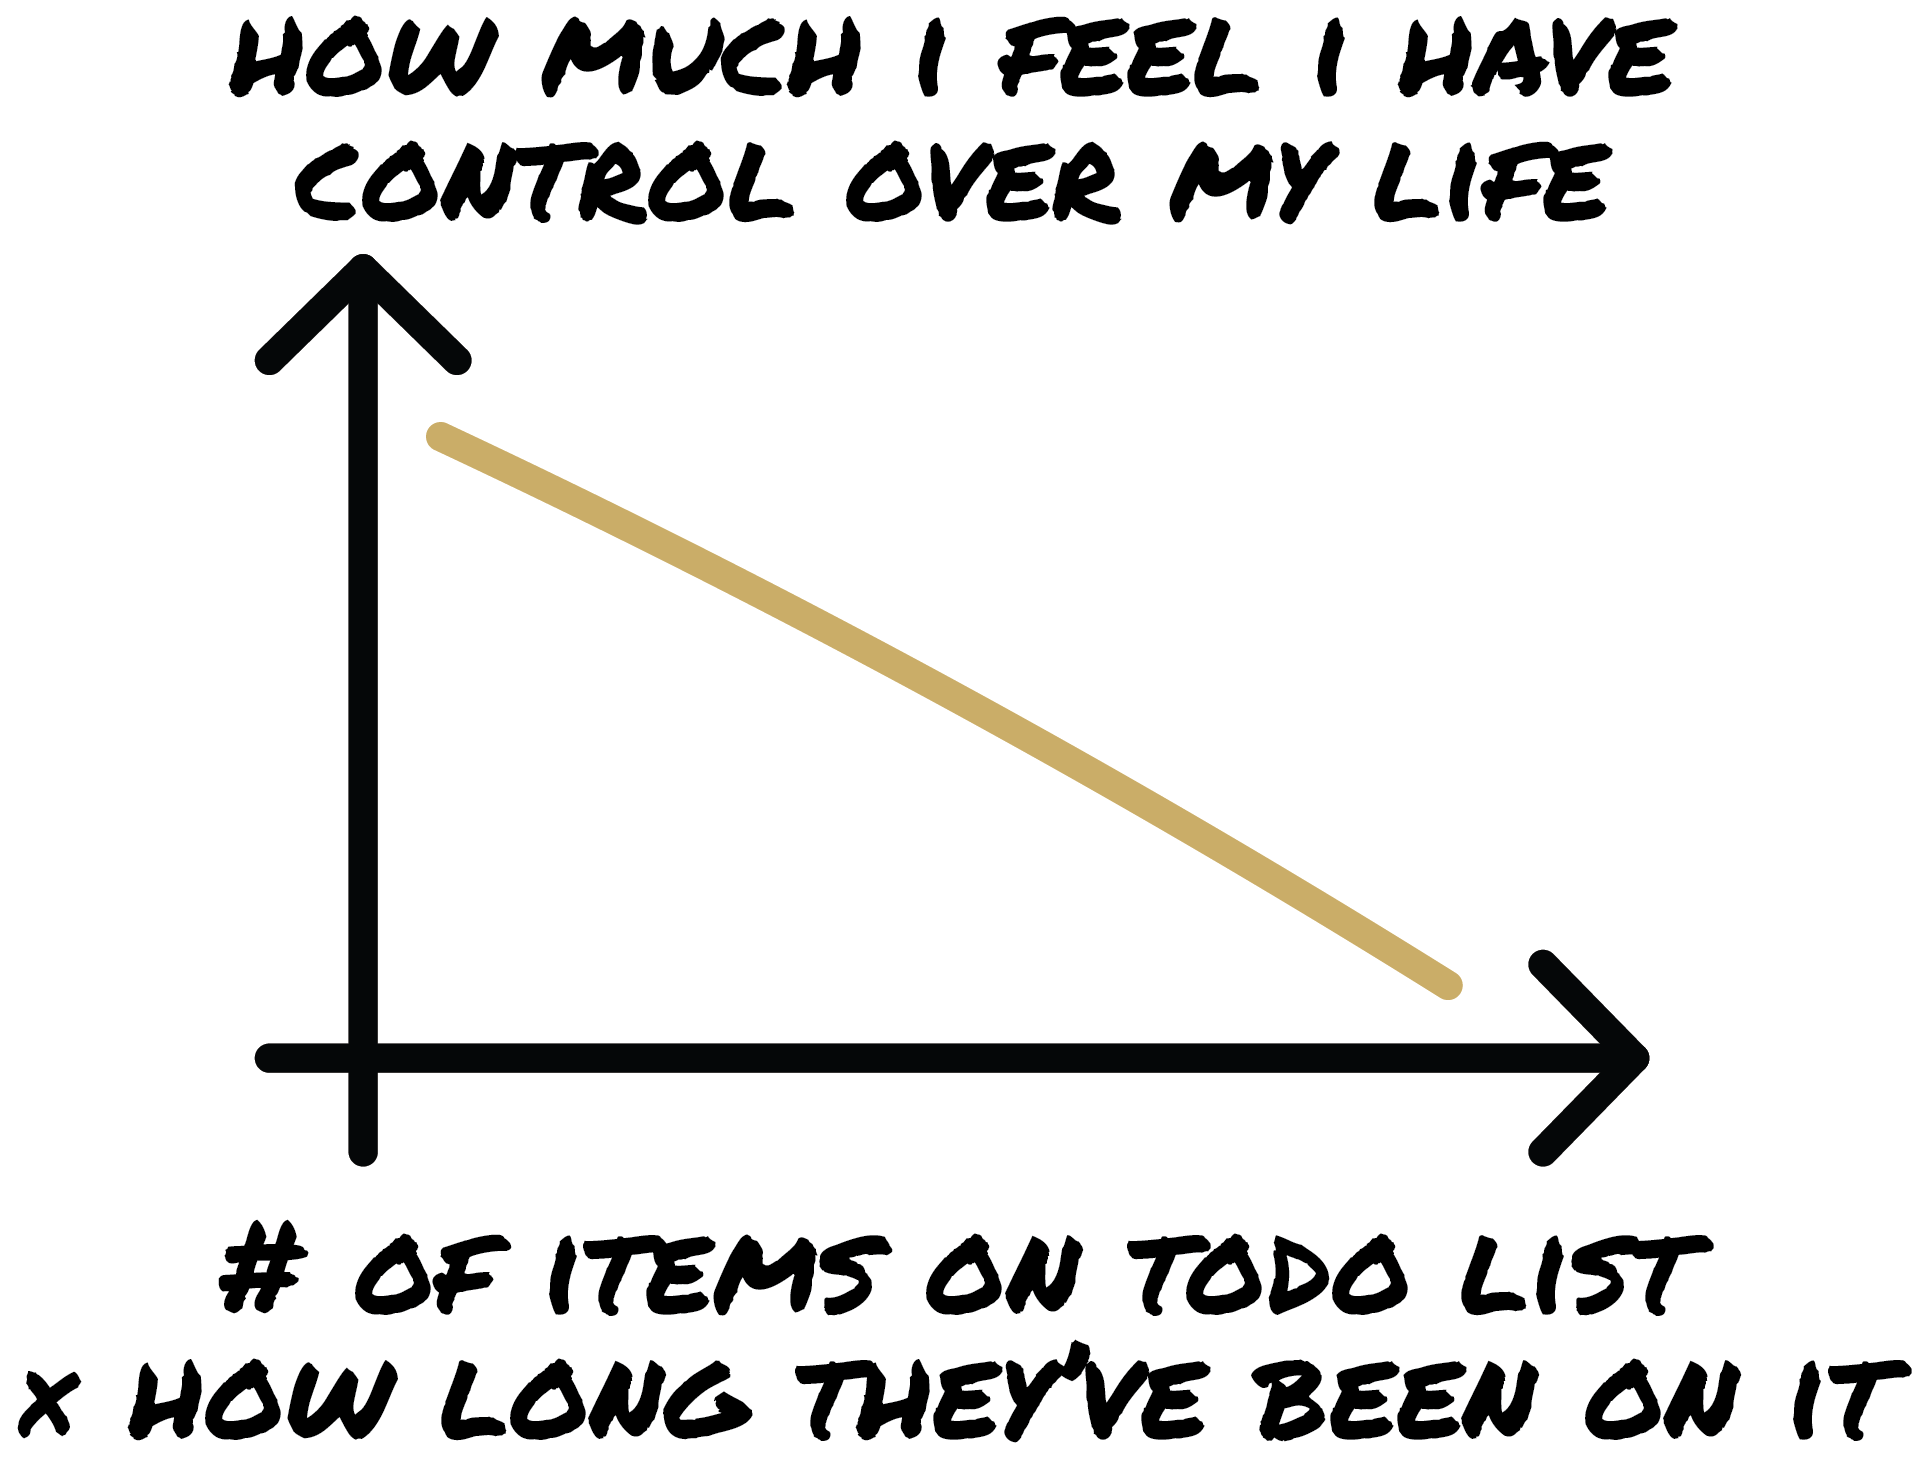 HOW MUCH I FEEL I HAVE
CONTROL OVER MY LIFE
# OF ITEMS ON TODO LIST
x HOW LONG THEY'VE BEEN ON IT